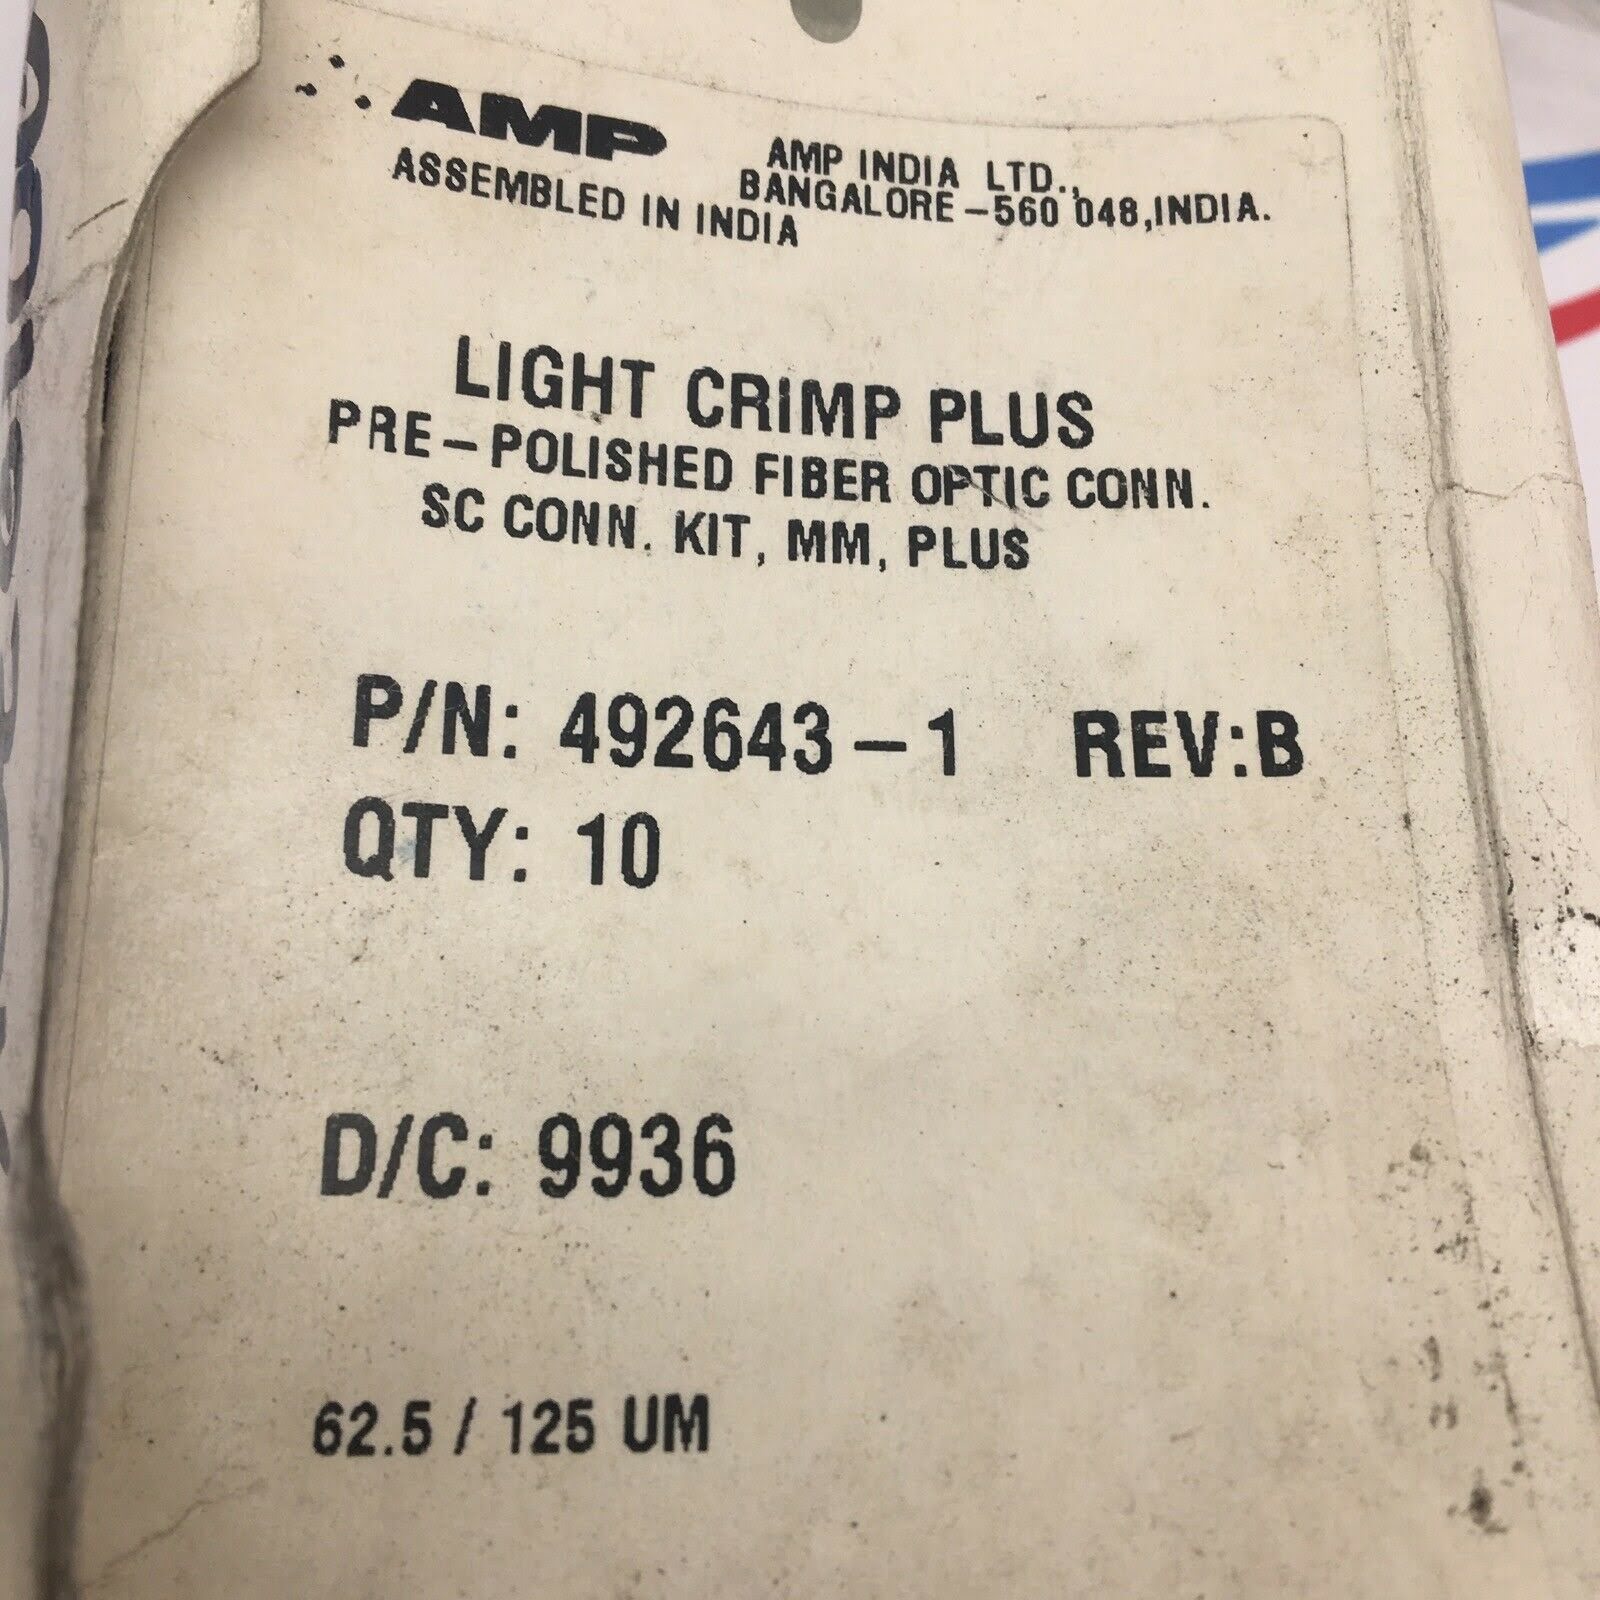 AMP
AMP INDIA LTD.,
BANGALORE-560 048, INDIA.
ASSEMBLED IN INDIA
LIGHT CRIMP PLUS
PRE-POLISHED FIBER OPTIC CONN.
SC CONN. KIT, MM, PLUS
P/N: 492643-1 REV:B
QTY: 10
D/C: 9936
62.5 / 125 UM